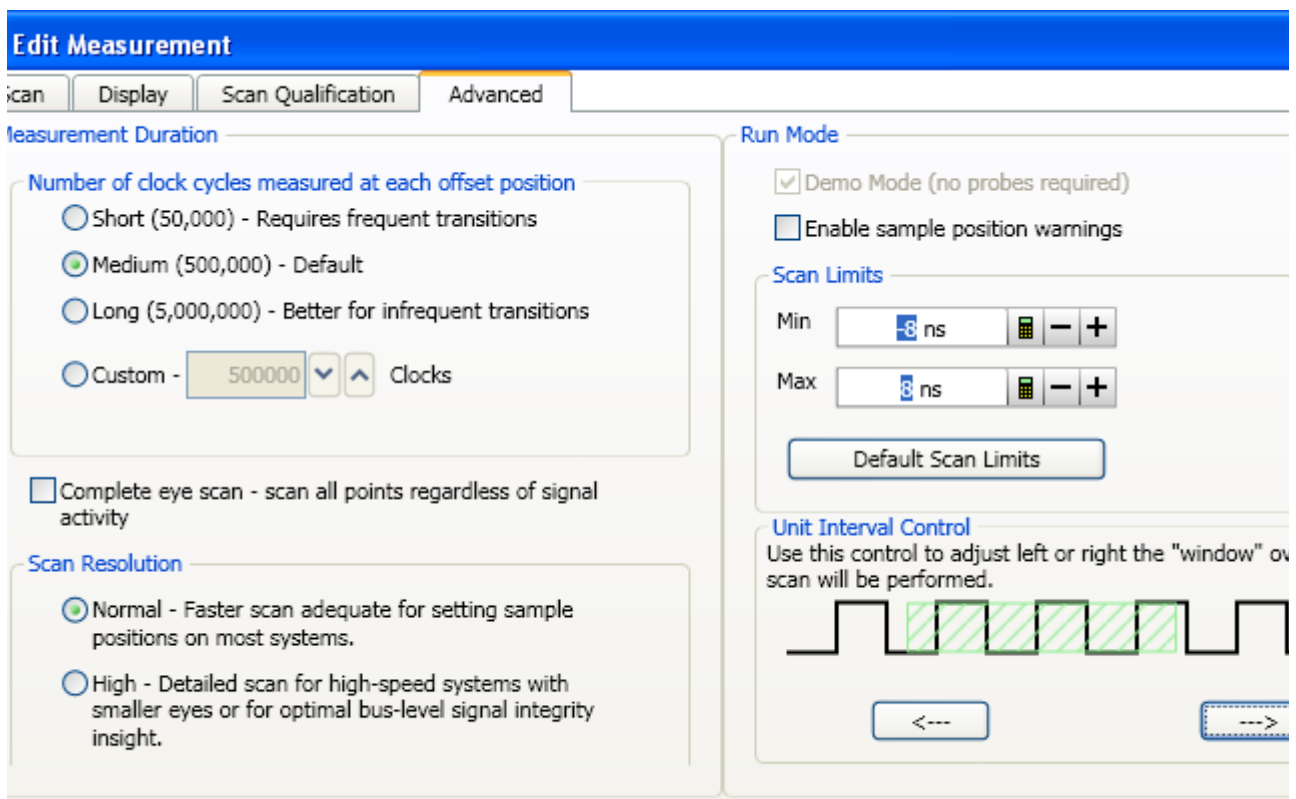 Edit Measurement
Scan Display Scan Qualification Advanced
Measurement Duration
Number of clock cycles measured at each offset position
Short (50,000) - Requires frequent transitions
Medium (500,000) - Default
Long (5,000,000) - Better for infrequent transitions
Custom - 500000 Clocks
Complete eye scan - scan all points regardless of signal
activity
Scan Resolution
Normal - Faster scan adequate for setting sample
positions on most systems.
High - Detailed scan for high-speed systems with
smaller eyes or for optimal bus-level signal integrity
insight.
Run Mode
Demo Mode (no probes required)
Enable sample position warnings
Scan Limits
Min -8 ns
Max 8 ns
Default Scan Limits
Unit Interval Control
Use this control to adjust left or right the "window" ov
scan will be performed.
<--- --->